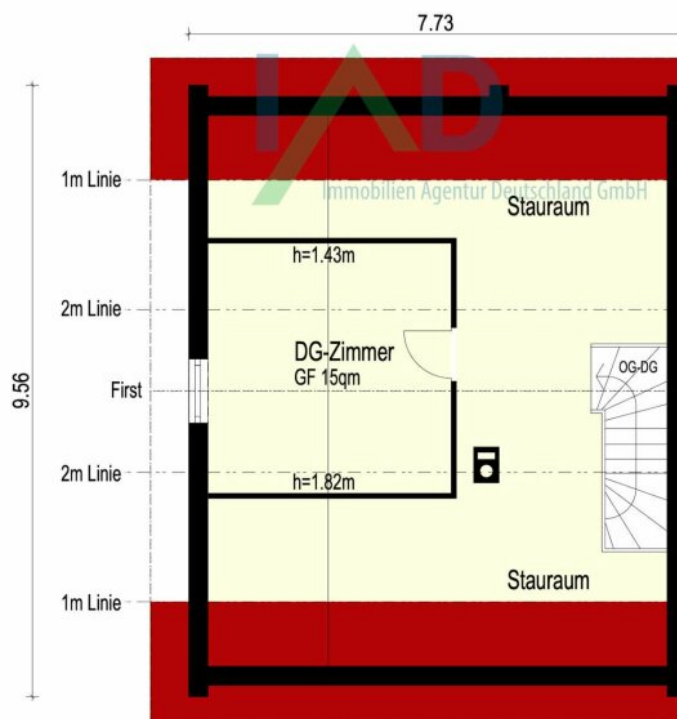 7.73
IAD
Immobilien Agentur Deutschland GmbH
1m Linie
Stauraum
h=1.43m
2m Linie
DG-Zimmer
GF 15qm
OG-DG
First
9.56
2m Linie
h=1.82m
Stauraum
1m Linie